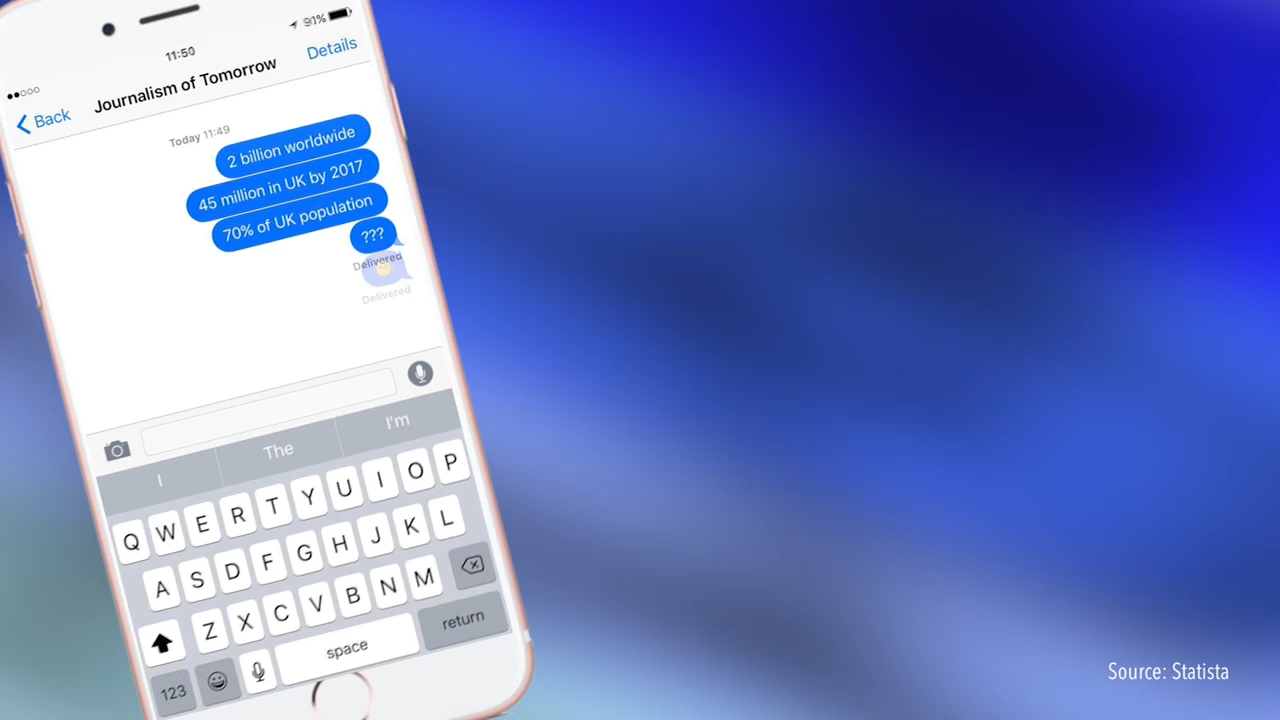 91%
11:50
Back
Journalism of Tomorrow
Details
Today 11:49
2 billion worldwide
45 million in UK by 2017
70% of UK population
???
Delivered
Delivered
I
The
I'm
Q W E R T Y U I O P
A S D F G H J K L
Z X C V B N M
123
space
return
Source: Statista